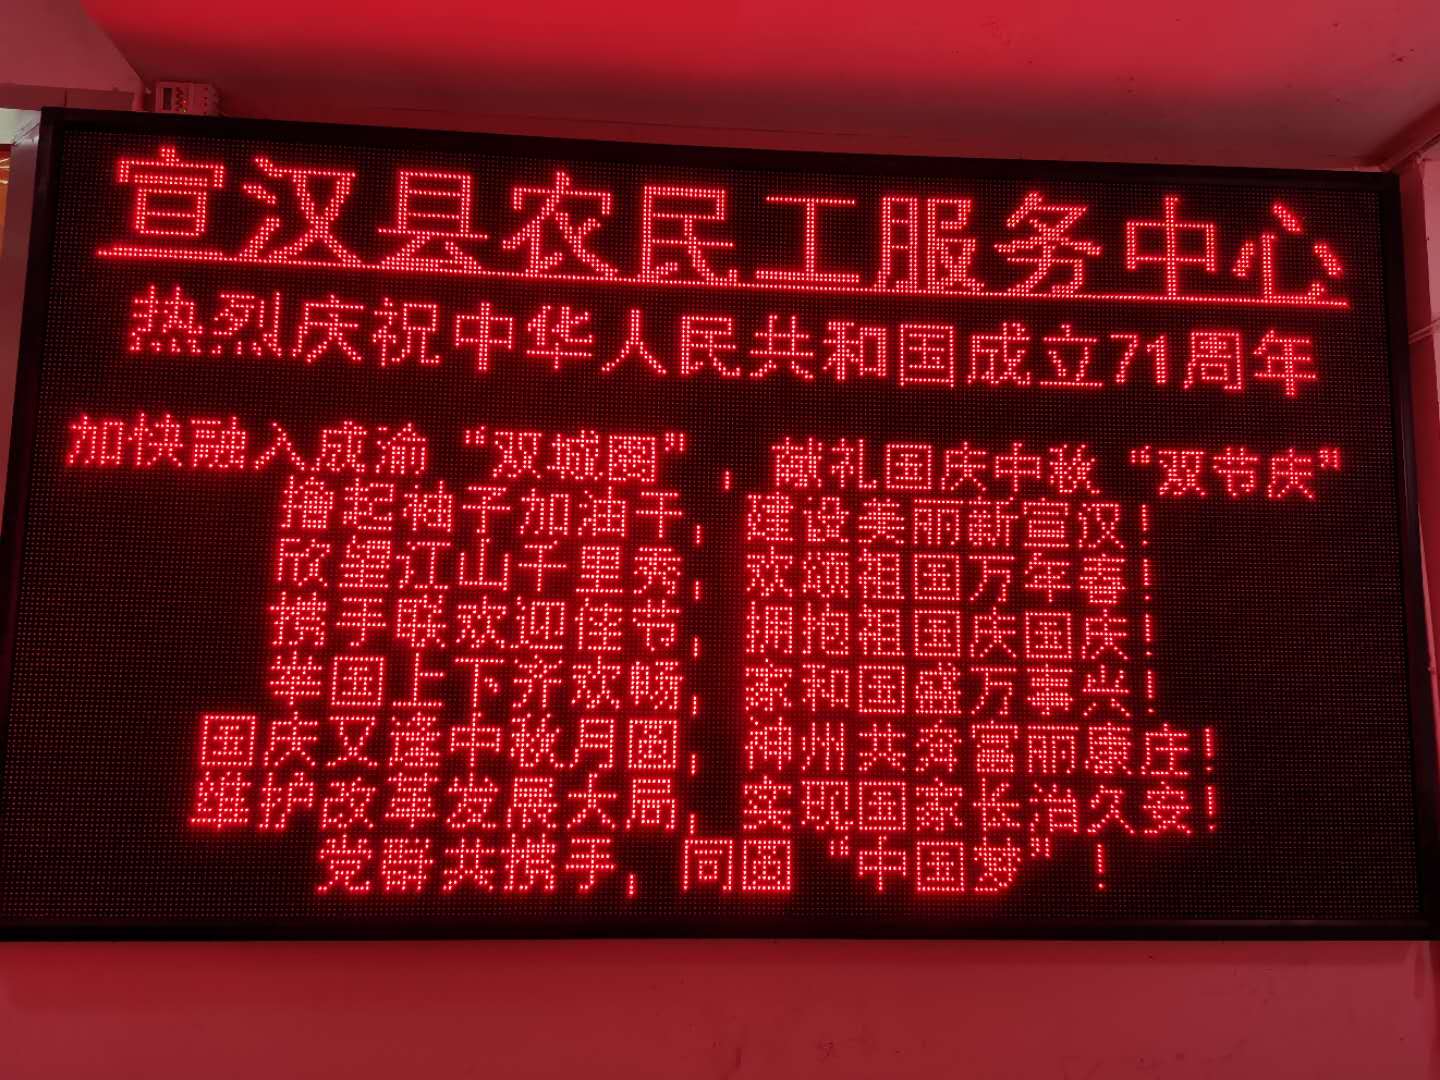 宣汉县农民工服务中心
热烈庆祝中华人民共和国成立71周年
加快融入成渝“双城圈”，献礼国庆中秋“双节庆”
撸起袖子加油干，建设美丽新宣汉！
欣望江山千里秀，欢颂祖国万年春！
携手联欢迎佳节，拥抱祖国庆国庆！
举国上下齐欢畅，家和国盛万事兴！
国庆又逢中秋月圆，神州共奔富丽康庄！
维护改革发展大局，实现国家长治久安！
党群共携手，同圆“中国梦”！